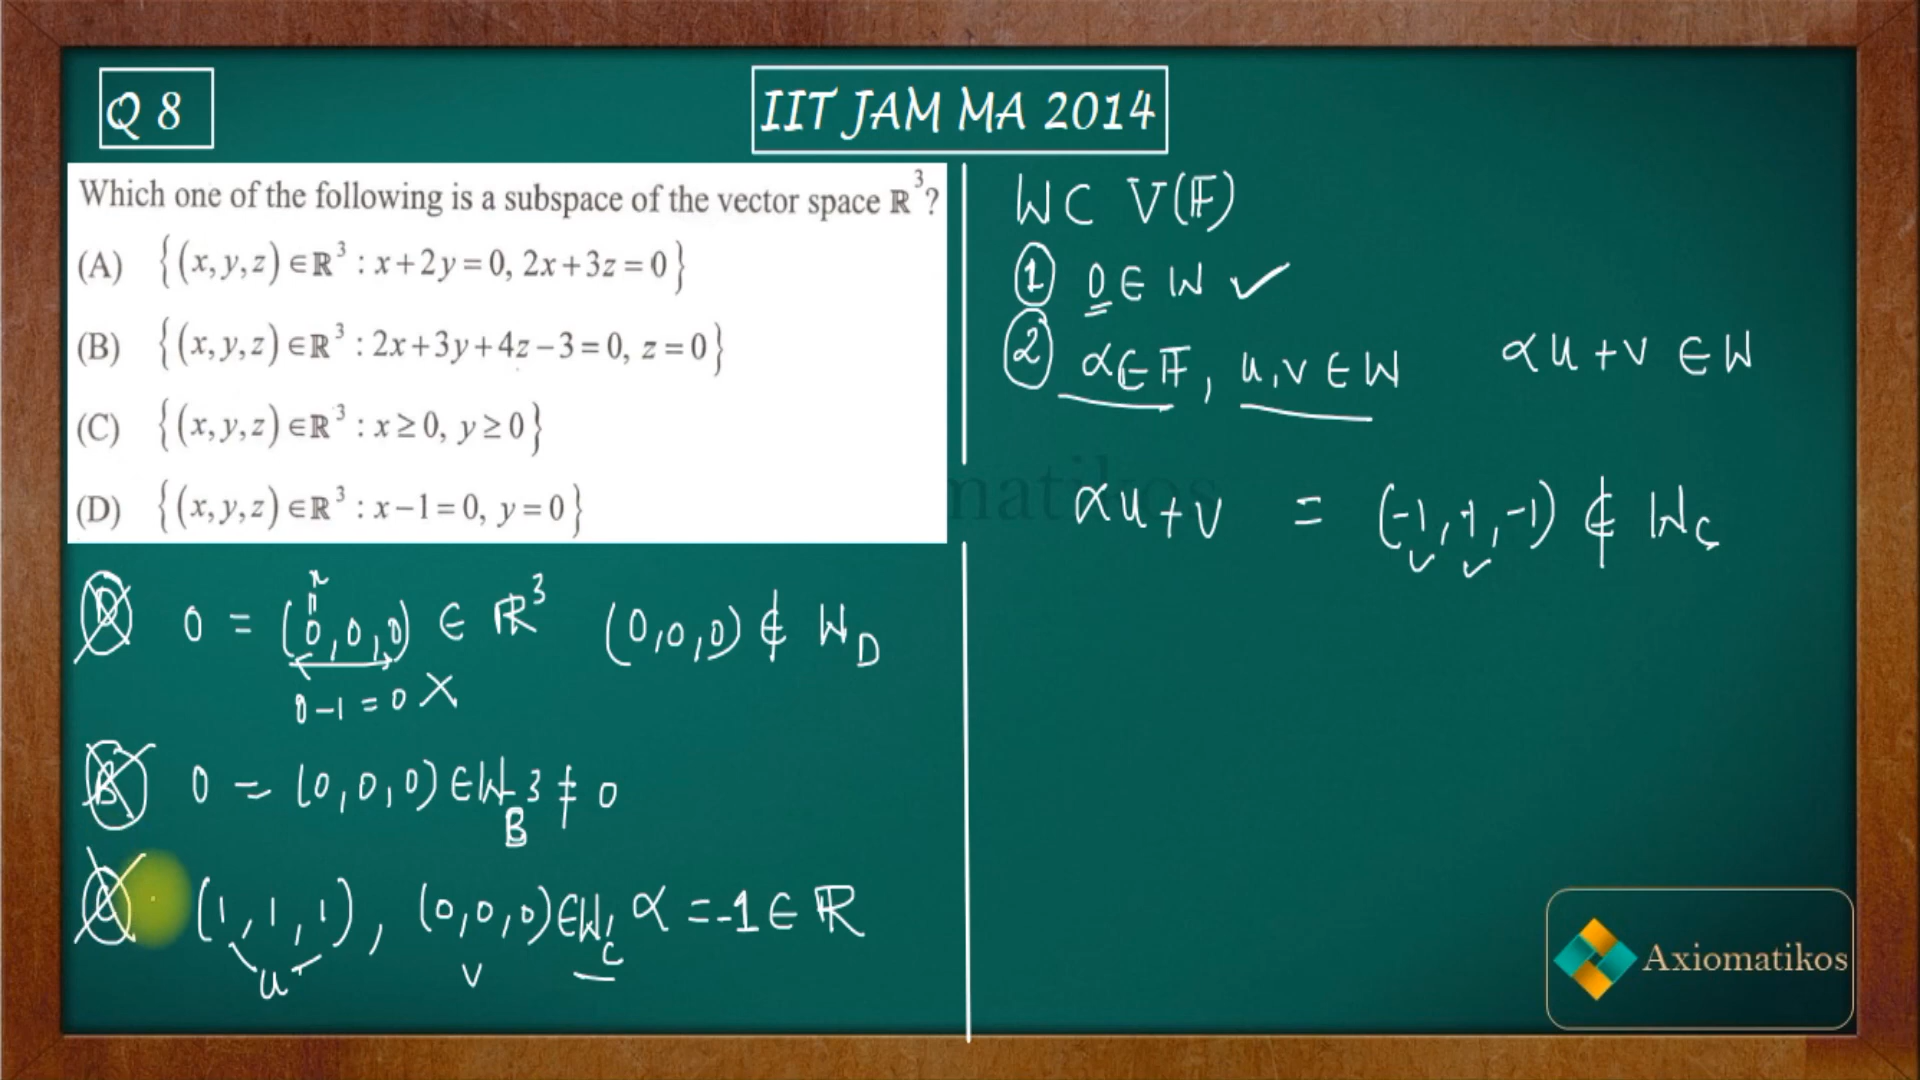 Q 8
IIT JAM MA 2014
Which one of the following is a subspace of the vector space ℝ³?
(A) {(x,y,z)∈ℝ³ : x+2y=0, 2x+3z=0}
(B) {(x,y,z)∈ℝ³ : 2x+3y+4z−3=0, z=0}
(C) {(x,y,z)∈ℝ³ : x≥0, y≥0}
(D) {(x,y,z)∈ℝ³ : x−1=0, y=0}
W⊂ V(𝔽)
① 0 ∈ W ✓
② α∈𝔽, u,v ∈ W αu+v ∈ W
αu+v = (-1,-1,-1) ∉ W_C
x
=
D 0 = (0,0,0) ∈ ℝ³ (0,0,0) ∉ W_D
0-1=0 X
B 0 = (0,0,0) ∈W_B -3 ≠ 0
C (1,1,1), (0,0,0)∈W_C, α = -1 ∈ ℝ
u v
Axiomatikos